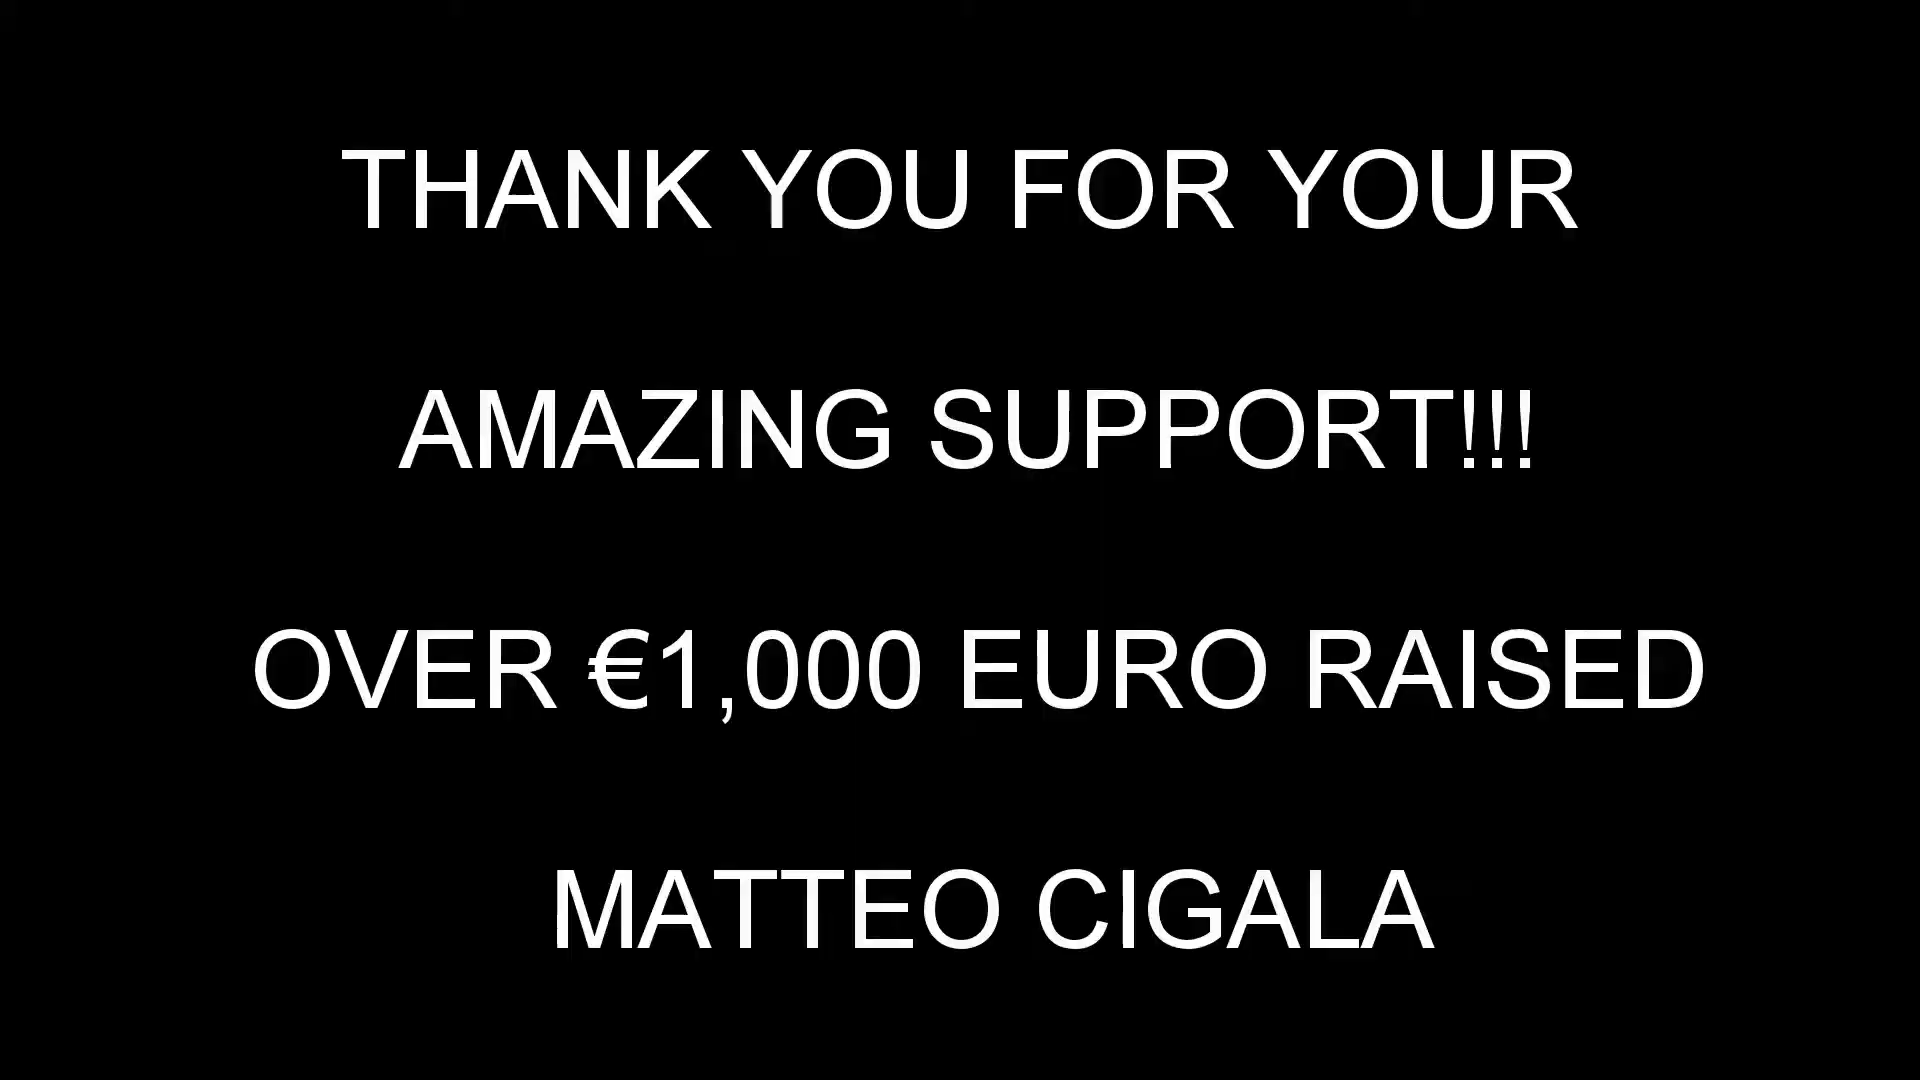 THANK YOU FOR YOUR
AMAZING SUPPORT!!!
OVER €1,000 EURO RAISED
MATTEO CIGALA